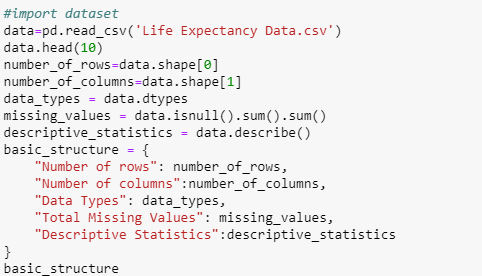 #import dataset
data=pd.read_csv('Life Expectancy Data.csv')
data.head(10)
number_of_rows=data.shape[0]
number_of_columns=data.shape[1]
data_types = data.dtypes
missing_values = data.isnull().sum().sum()
descriptive_statistics = data.describe()
basic_structure = {
    "Number of rows": number_of_rows,
    "Number of columns":number_of_columns,
    "Data Types": data_types,
    "Total Missing Values": missing_values,
    "Descriptive Statistics":descriptive_statistics
}
basic_structure